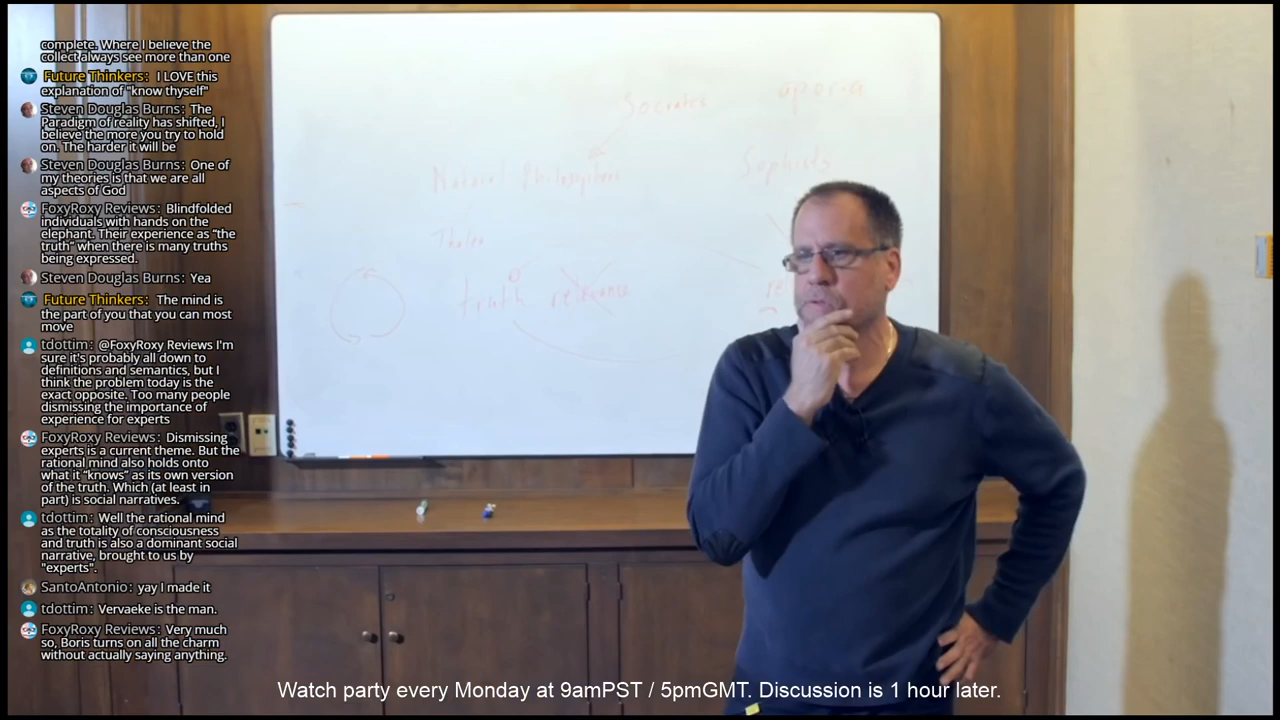 complete. Where I believe the
collect always see more than one
Future Thinkers: I LOVE this
explanation of "know thyself"
Steven Douglas Burns: The
Paradigm of reality has shifted, I
believe the more you try to hold
on. The harder it will be
Steven Douglas Burns: One of
my theories is that we are all
aspects of God
FoxyRoxy Reviews: Blindfolded
individuals with hands on the
elephant. Their experience as “the
truth” when there is many truths
being expressed.
Steven Douglas Burns: Yea
Future Thinkers: The mind is
the part of you that you can most
move
tdottim: @FoxyRoxy Reviews I'm
sure it's probably all down to
definitions and semantics, but I
think the problem today is the
exact opposite. Too many people
dismissing the importance of
experience for experts
FoxyRoxy Reviews: Dismissing
experts is a current theme. But the
rational mind also holds onto
what it “knows” as its own version
of the truth. Which (at least in
part) is social narratives.
tdottim: Well the rational mind
as the totality of consciousness
and truth is also a dominant social
narrative, brought to us by
"experts".
SantoAntonio: yay I made it
tdottim: Vervaeke is the man.
FoxyRoxy Reviews: Very much
so, Boris turns on all the charm
without actually saying anything.
Socrates aporia
Natural Philosophers Sophists
Thales
truth relevance
Watch party every Monday at 9amPST / 5pmGMT. Discussion is 1 hour later.